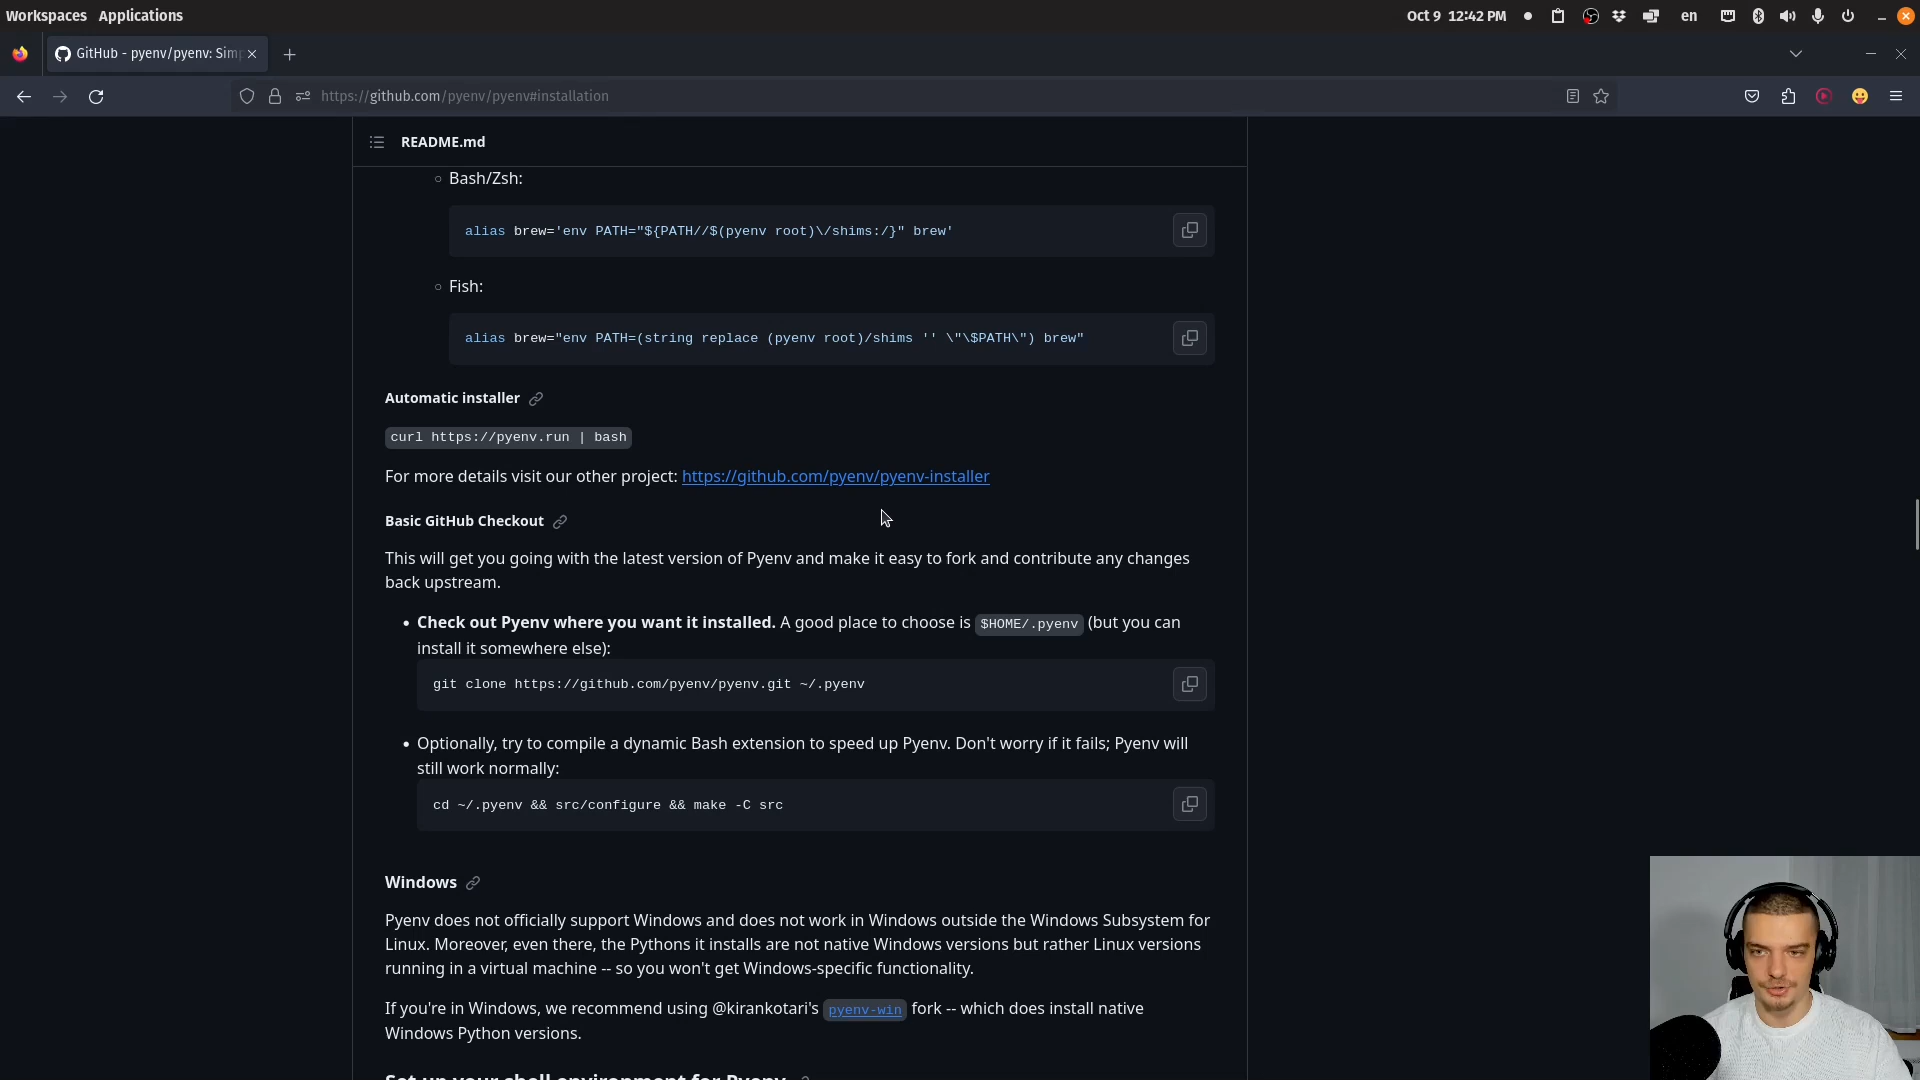 Workspaces Applications
Oct 9 12:42 PM
en
GitHub - pyenv/pyenv: Sim
https://github.com/pyenv/pyenv#installation
README.md
Bash/Zsh:
alias brew='env PATH="${PATH//$(pyenv root)\/shims:/}" brew'
Fish:
alias brew="env PATH=(string replace (pyenv root)/shims '' \"\$PATH\") brew"
Automatic installer
curl https://pyenv.run | bash
For more details visit our other project: https://github.com/pyenv/pyenv-installer
Basic GitHub Checkout
This will get you going with the latest version of Pyenv and make it easy to fork and contribute any changes
back upstream.
Check out Pyenv where you want it installed. A good place to choose is $HOME/.pyenv (but you can
install it somewhere else):
git clone https://github.com/pyenv/pyenv.git ~/.pyenv
Optionally, try to compile a dynamic Bash extension to speed up Pyenv. Don't worry if it fails; Pyenv will
still work normally:
cd ~/.pyenv && src/configure && make -C src
Windows
Pyenv does not officially support Windows and does not work in Windows outside the Windows Subsystem for
Linux. Moreover, even there, the Pythons it installs are not native Windows versions but rather Linux versions
running in a virtual machine -- so you won't get Windows-specific functionality.
If you're in Windows, we recommend using @kirankotari's pyenv-win fork -- which does install native
Windows Python versions.
Set up your shell environment for Pyenv